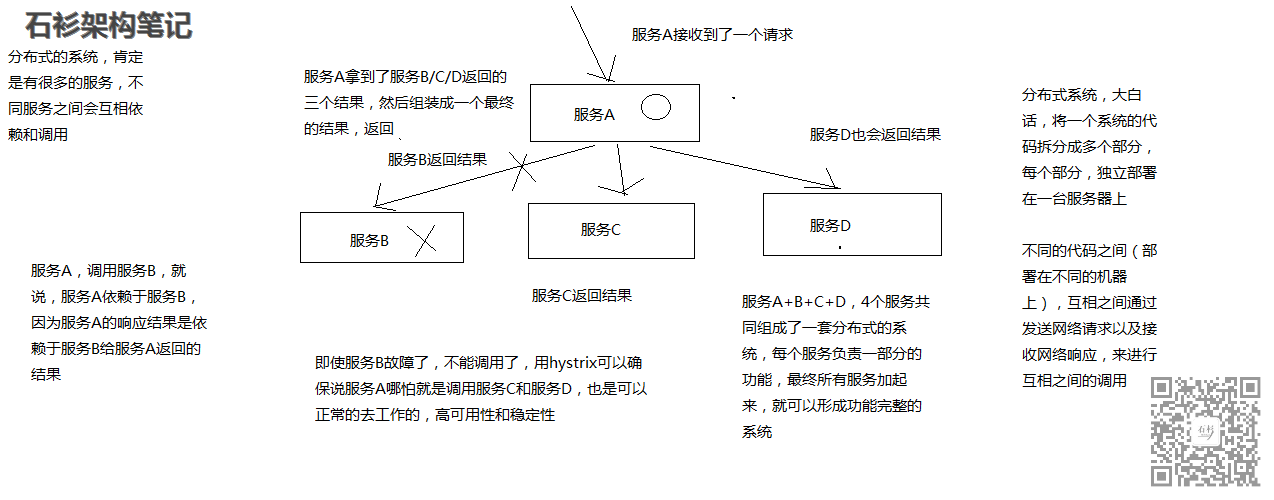 石衫架构笔记
分布式的系统，肯定
是有很多的服务，不
同服务之间会互相依
赖和调用
服务A接收到了一个请求
服务A拿到了服务B/C/D返回的
三个结果，然后组装成一个最终
的结果，返回
服务A
服务D也会返回结果
服务B返回结果
服务B
服务C
服务D
服务C返回结果
服务A，调用服务B，就
说，服务A依赖于服务B，
因为服务A的响应结果是依
赖于服务B给服务A返回的
结果
即使服务B故障了，不能调用了，用hystrix可以确
保说服务A哪怕就是调用服务C和服务D，也是可以
正常的去工作的，高可用性和稳定性
服务A+B+C+D，4个服务共
同组成了一套分布式的系
统，每个服务负责一部分的
功能，最终所有服务加起
来，就可以形成功能完整的
系统
分布式系统，大白
话，将一个系统的代
码拆分成多个部分，
每个部分，独立部署
在一台服务器上
不同的代码之间（部
署在不同的机器
上），互相之间通过
发送网络请求以及接
收网络响应，来进行
互相之间的调用